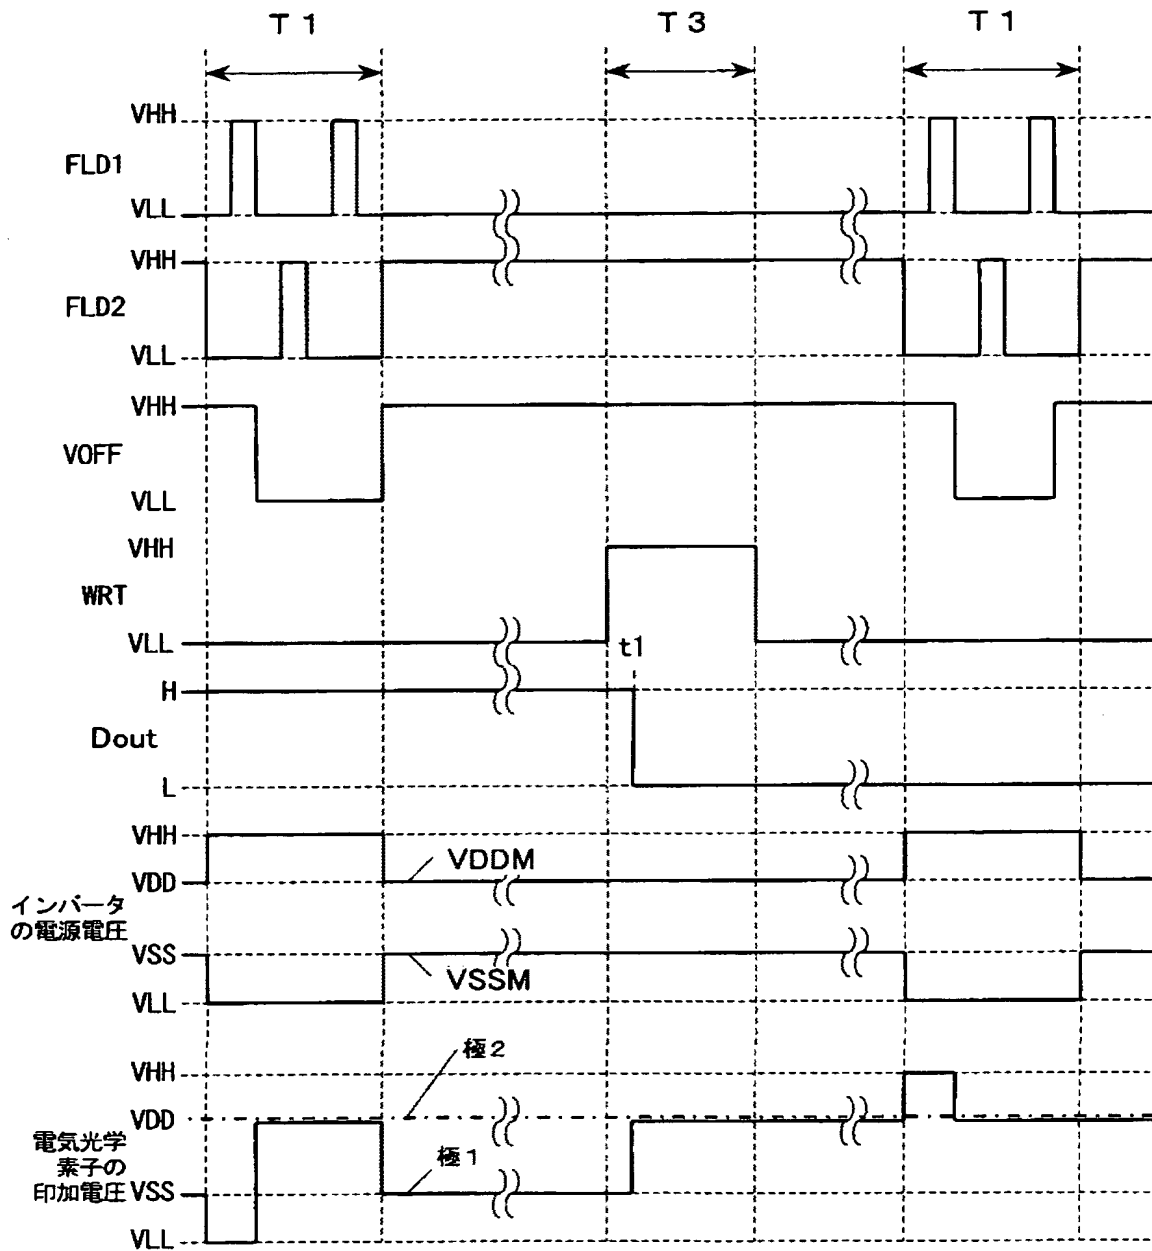 T 1
T 3
T 1
VHH
FLD1
VLL
VHH
FLD2
VLL
VHH
VOFF
VLL
VHH
WRT
VLL
t1
H
Dout
L
VHH
VDDM
VDD
インバータ
の電源電圧
VSS
VSSM
VLL
極2
VHH
VDD
電気光学
素子の
印加電圧
極1
VSS
VLL